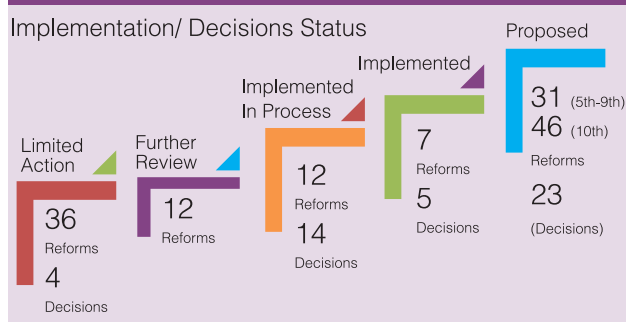 Implementation/ Decisions Status
Limited
Action
36
Reforms
4
Decisions
Further
Review
12
Reforms
Implemented
In Process
12
Reforms
14
Decisions
Implemented
7
Reforms
5
Decisions
Proposed
31 (5th-9th)
46 (10th)
Reforms
23
(Decisions)